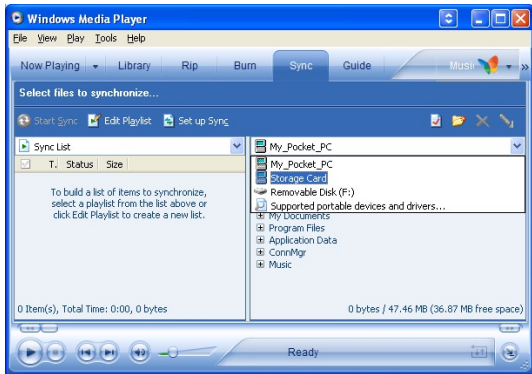 Windows Media Player
File View Play Tools Help
Now Playing Library Rip Burn Sync Guide Music
Select files to synchronize...
Start Sync Edit Playlist Set up Sync
Sync List
T. Status Size
To build a list of items to synchronize,
select a playlist from the list above or
click Edit Playlist to create a new list.
0 Item(s), Total Time: 0:00, 0 bytes
My_Pocket_PC
My_Pocket_PC
Storage Card
Removable Disk (F:)
Supported portable devices and drivers...
My Documents
Program Files
Application Data
ConnMgr
Music
0 bytes / 47.46 MB (36.87 MB free space)
Ready